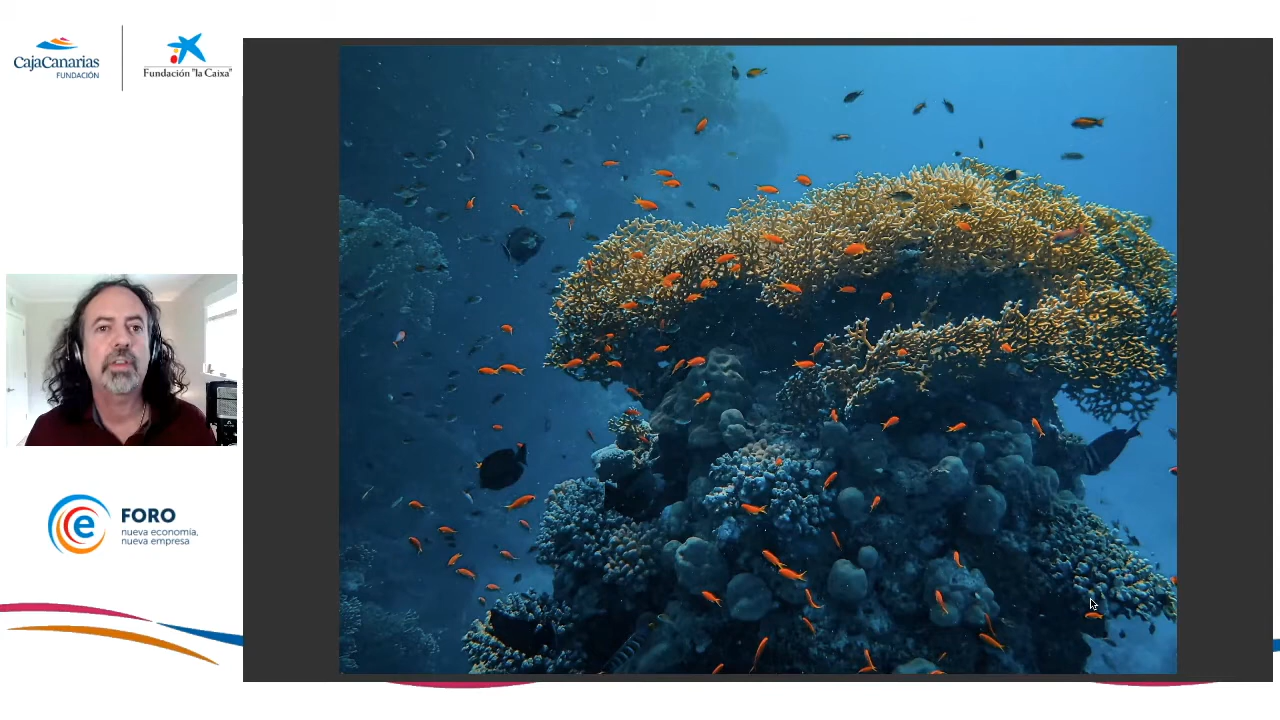 CajaCanarias
FUNDACIÓN
Fundación "la Caixa"
e
FORO
nueva economía,
nueva empresa